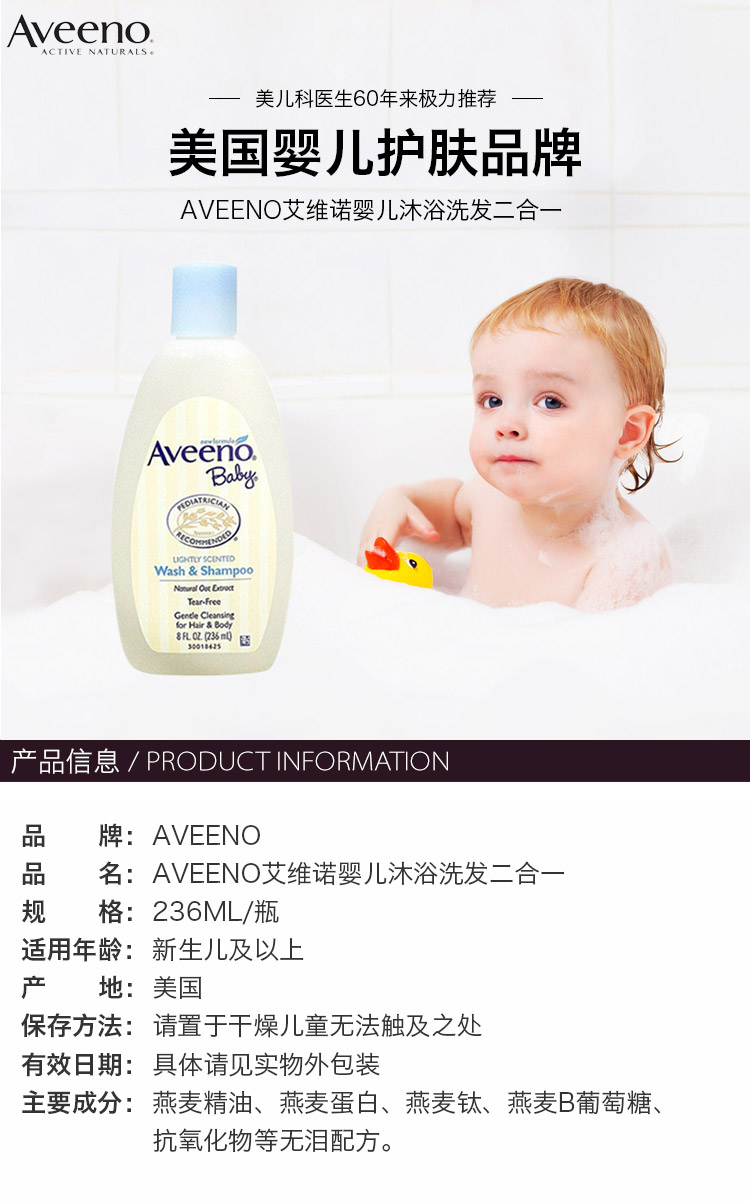 Aveeno®
ACTIVE NATURALS®
美儿科医生60年来极力推荐
美国婴儿护肤品牌
AVEENO艾维诺婴儿沐浴洗发二合一
new formula
Aveeno®
Baby®
PEDIATRICIAN
Aveeno
RECOMMENDED
LIGHTLY SCENTED
Wash & Shampoo
Natural Oat Extract
Tear-Free
Gentle Cleansing
for Hair & Body
8 FL. OZ. (236 mL)
30018625
产品信息 / PRODUCT INFORMATION
品 牌：AVEENO
品 名：AVEENO艾维诺婴儿沐浴洗发二合一
规 格：236ML/瓶
适用年龄：新生儿及以上
产 地：美国
保存方法：请置于干燥儿童无法触及之处
有效日期：具体请见实物外包装
主要成分：燕麦精油、燕麦蛋白、燕麦钛、燕麦B葡萄糖、
抗氧化物等无泪配方。